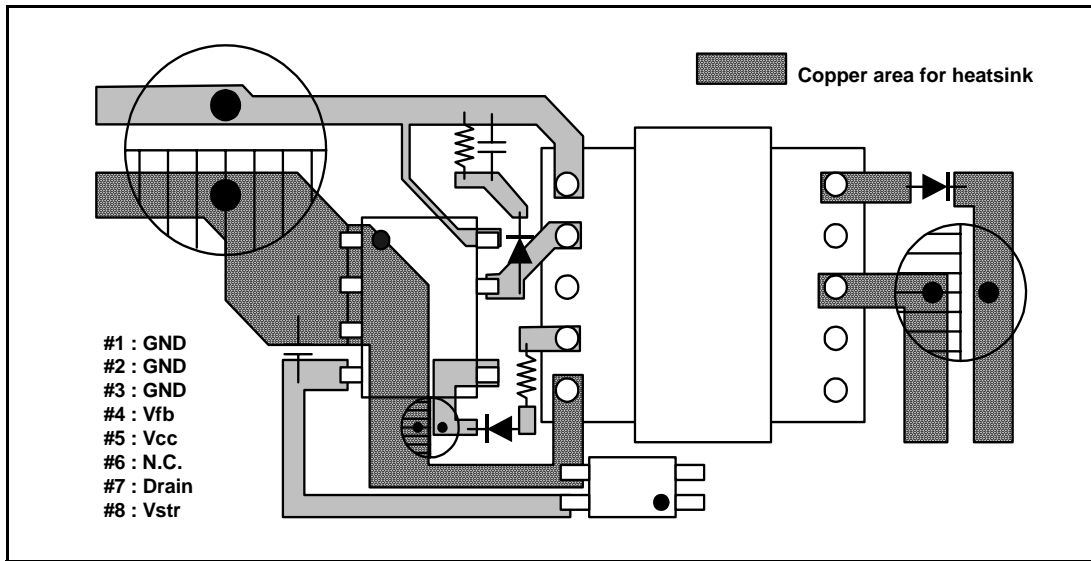 Copper area for heatsink
#1 : GND
#2 : GND
#3 : GND
#4 : Vfb
#5 : Vcc
#6 : N.C.
#7 : Drain
#8 : Vstr